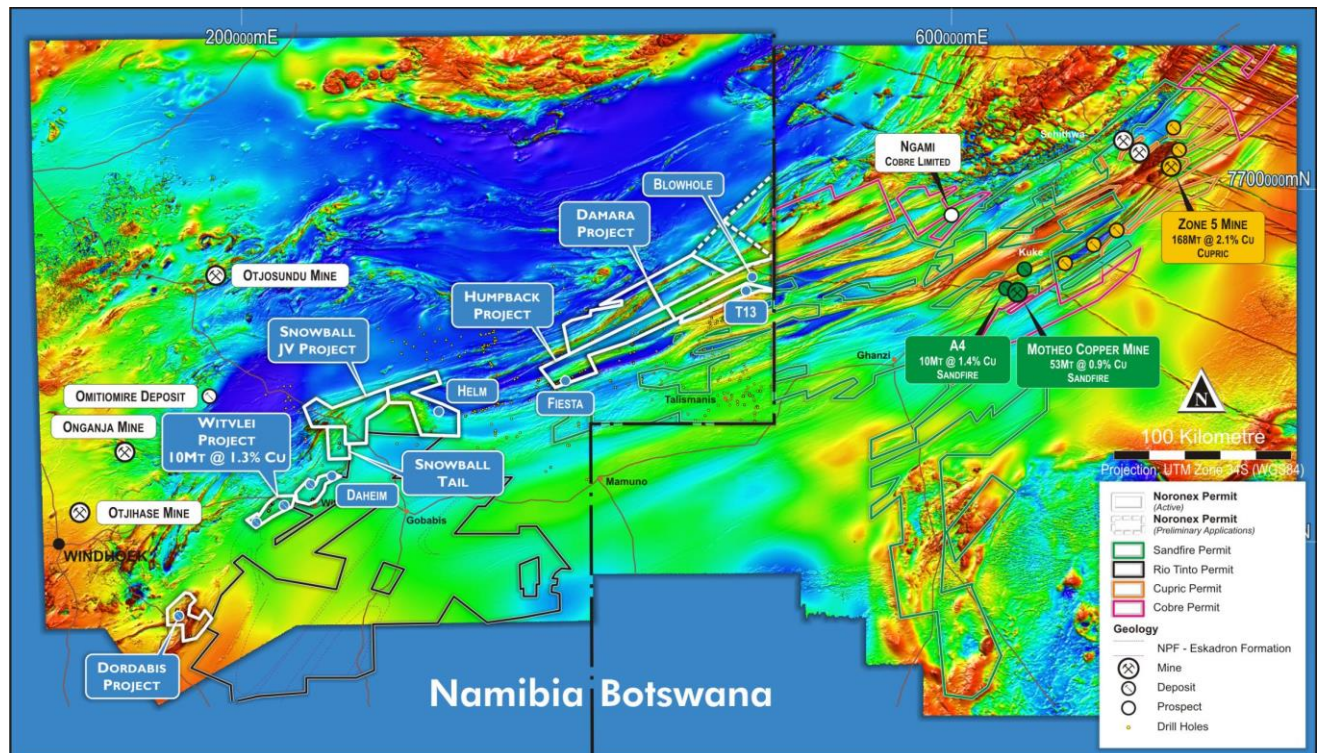 200000mE
600000mE
Sehithwa
NGAMI
COBRE LIMITED
7700000mN
BLOWHOLE
DAMARA
PROJECT
ZONE 5 MINE
168MT @ 2.1% CU
CUPRIC
OTJOSUNDU MINE
HUMPBACK
PROJECT
Kuke
T13
SNOWBALL
JV PROJECT
A4
10MT @ 1.4% CU
SANDFIRE
MOTHEO COPPER MINE
53MT @ 0.9% CU
SANDFIRE
Ghanzi
OMITIOMIRE DEPOSIT
HELM
FIESTA
Talismanis
N
ONGANJA MINE
WITVLEI
PROJECT
10MT @ 1.3% CU
SNOWBALL
TAIL
100 Kilometre
Projection: UTM Zone 34S (WGS84)
DAHEIM
Mamuno
OTJIHASE MINE
Gobabis
WINDHOEK
DORDABIS
PROJECT
Namibia Botswana
Noronex Permit
(Active)
Noronex Permit
(Preliminary Applications)
Sandfire Permit
Rio Tinto Permit
Cupric Permit
Cobre Permit
Geology
NPF - Eskadron Formation
Mine
Deposit
Prospect
Drill Holes